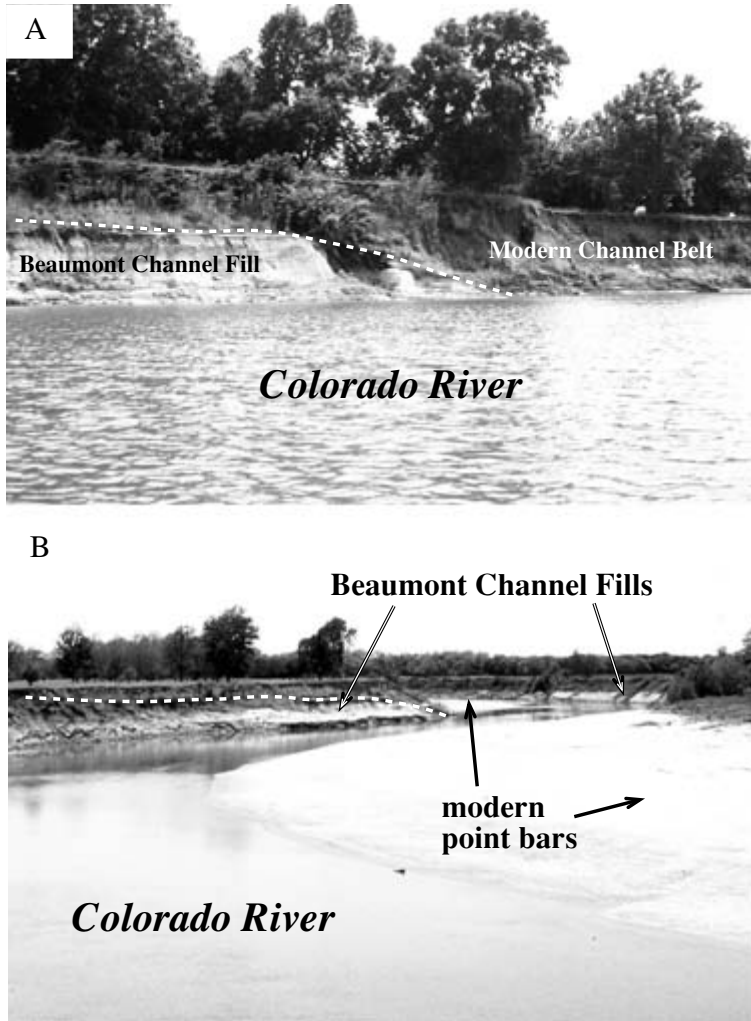 A
Beaumont Channel Fill
Modern Channel Belt
Colorado River
B
Beaumont Channel Fills
modern
point bars
Colorado River